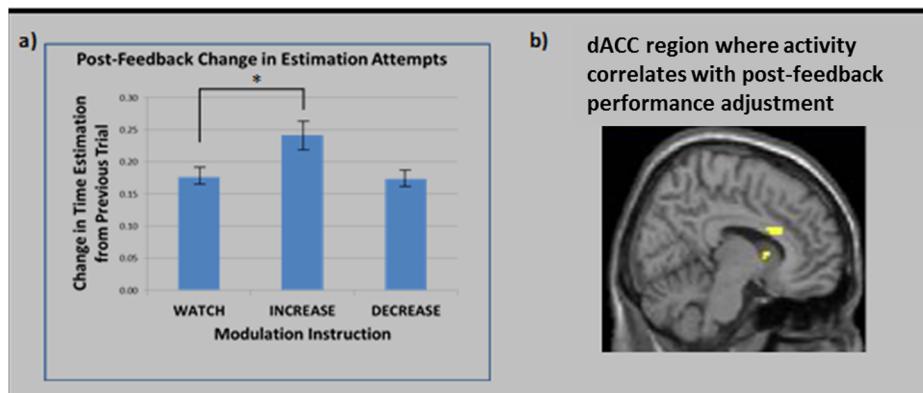 a)
Post-Feedback Change in Estimation Attempts
*
Change in Time Estimation
from Previous Trial
0.30
0.25
0.20
0.15
0.10
0.05
0.00
WATCH INCREASE DECREASE
Modulation Instruction
b)
dACC region where activity
correlates with post-feedback
performance adjustment